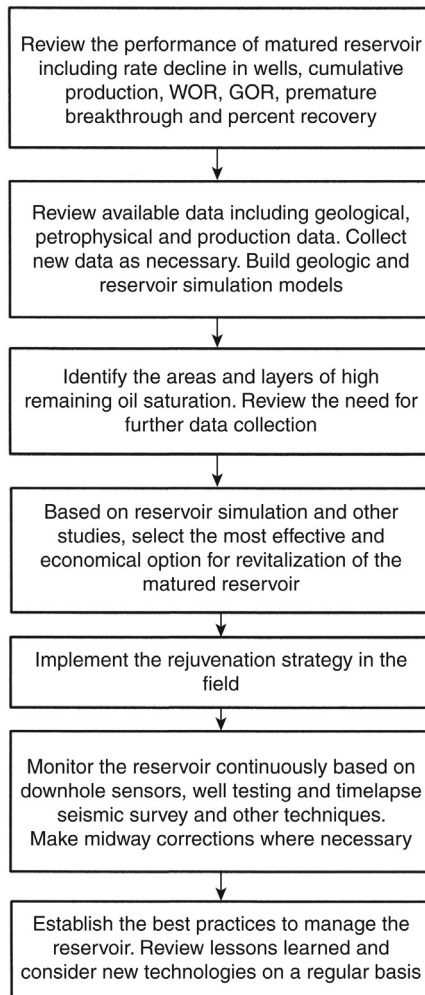 Review the performance of matured reservoir
including rate decline in wells, cumulative
production, WOR, GOR, premature
breakthrough and percent recovery
Review available data including geological,
petrophysical and production data. Collect
new data as necessary. Build geologic and
reservoir simulation models
Identify the areas and layers of high
remaining oil saturation. Review the need for
further data collection
Based on reservoir simulation and other
studies, select the most effective and
economical option for revitalization of the
matured reservoir
Implement the rejuvenation strategy in the
field
Monitor the reservoir continuously based on
downhole sensors, well testing and timelapse
seismic survey and other techniques.
Make midway corrections where necessary
Establish the best practices to manage the
reservoir. Review lessons learned and
consider new technologies on a regular basis